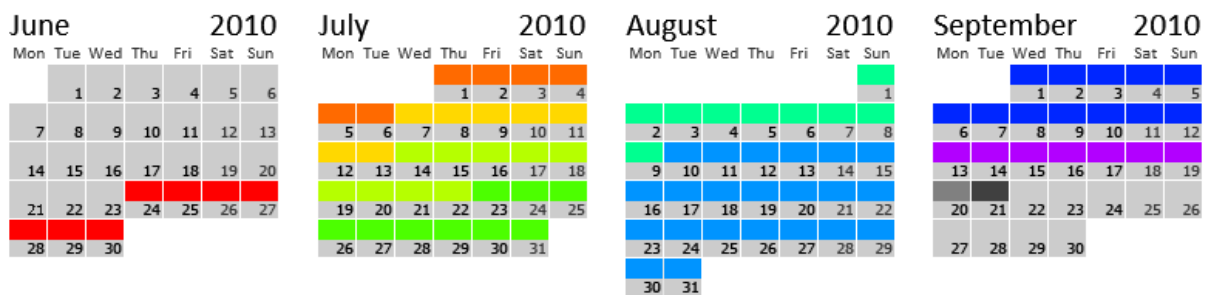 June 2010
Mon Tue Wed Thu Fri Sat Sun
1 2 3 4 5 6
7 8 9 10 11 12 13
14 15 16 17 18 19 20
21 22 23 24 25 26 27
28 29 30
July 2010
Mon Tue Wed Thu Fri Sat Sun
1 2 3 4
5 6 7 8 9 10 11
12 13 14 15 16 17 18
19 20 21 22 23 24 25
26 27 28 29 30 31
August 2010
Mon Tue Wed Thu Fri Sat Sun
1
2 3 4 5 6 7 8
9 10 11 12 13 14 15
16 17 18 19 20 21 22
23 24 25 26 27 28 29
30 31
September 2010
Mon Tue Wed Thu Fri Sat Sun
1 2 3 4 5
6 7 8 9 10 11 12
13 14 15 16 17 18 19
20 21 22 23 24 25 26
27 28 29 30